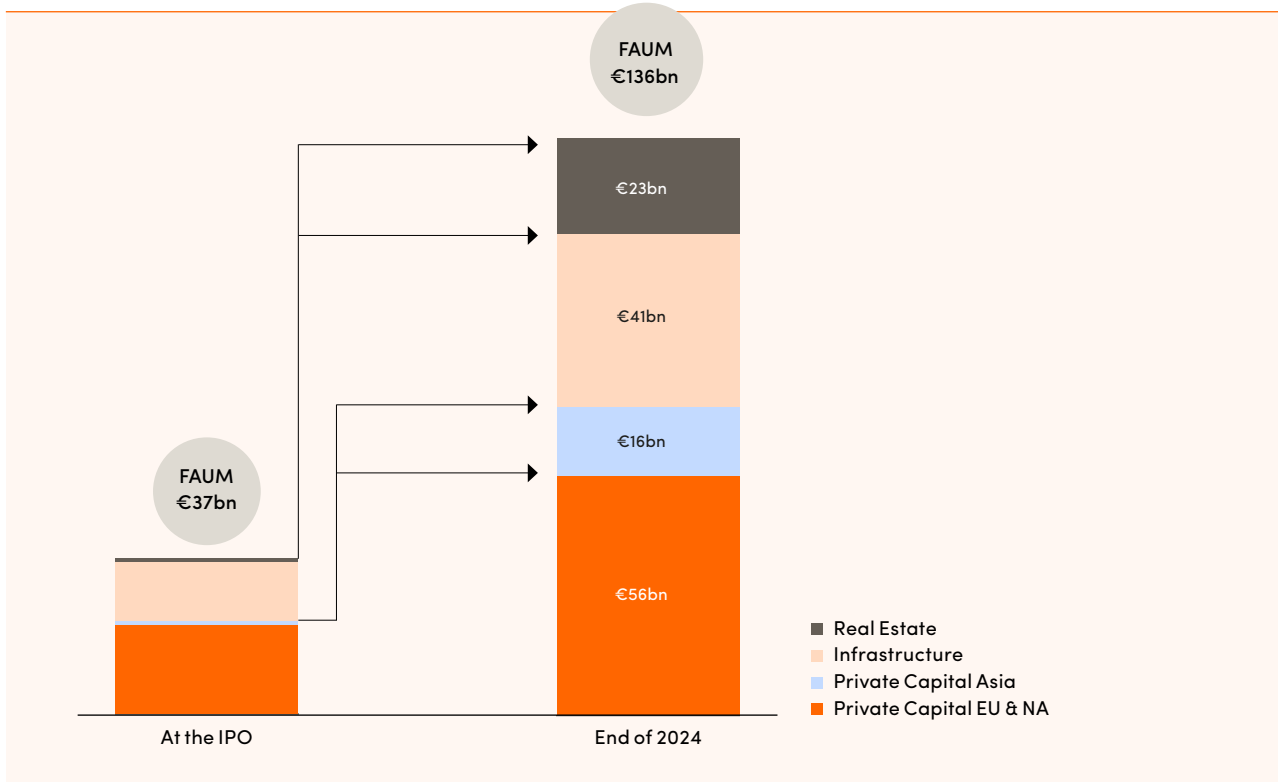 FAUM
€136bn
€23bn
€41bn
€16bn
€56bn
FAUM
€37bn
At the IPO
End of 2024
Real Estate
Infrastructure
Private Capital Asia
Private Capital EU & NA